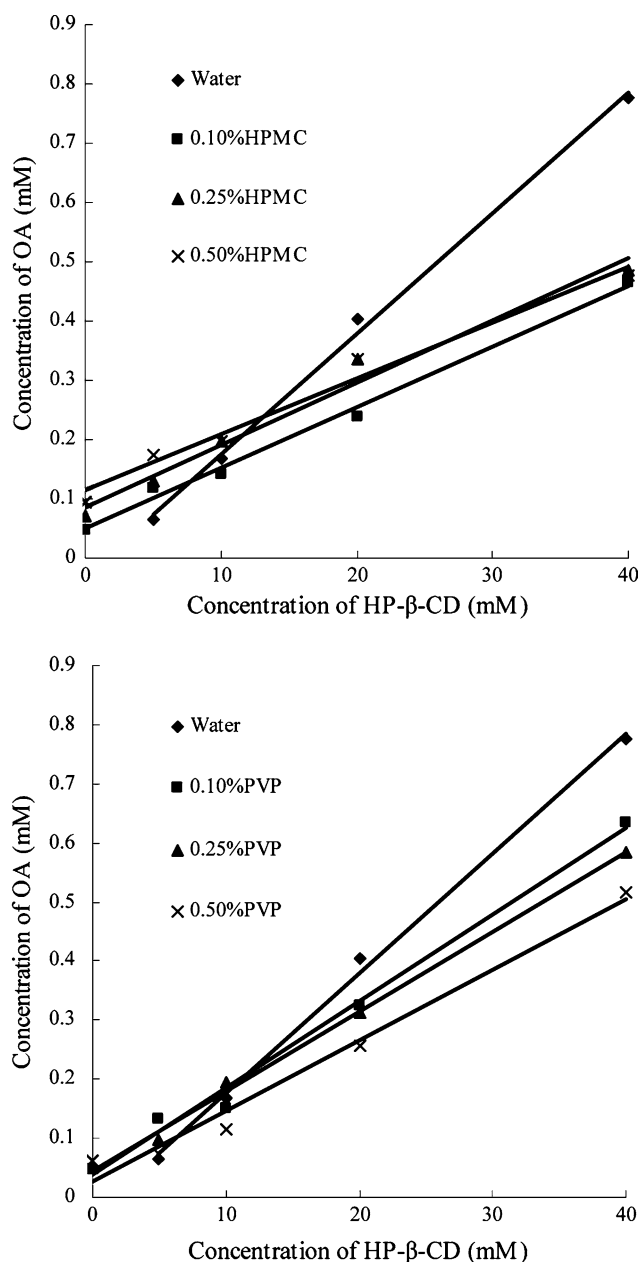 0.9
0.8
0.7
0.6
0.5
0.4
0.3
0.2
0.1
0
Concentration of OA (mM)
Water
0.10%HPMC
0.25%HPMC
0.50%HPMC
0 10 20 30 40
Concentration of HP-β-CD (mM)
0.9
0.8
0.7
0.6
0.5
0.4
0.3
0.2
0.1
0
Concentration of OA (mM)
Water
0.10%PVP
0.25%PVP
0.50%PVP
0 10 20 30 40
Concentration of HP-β-CD (mM)